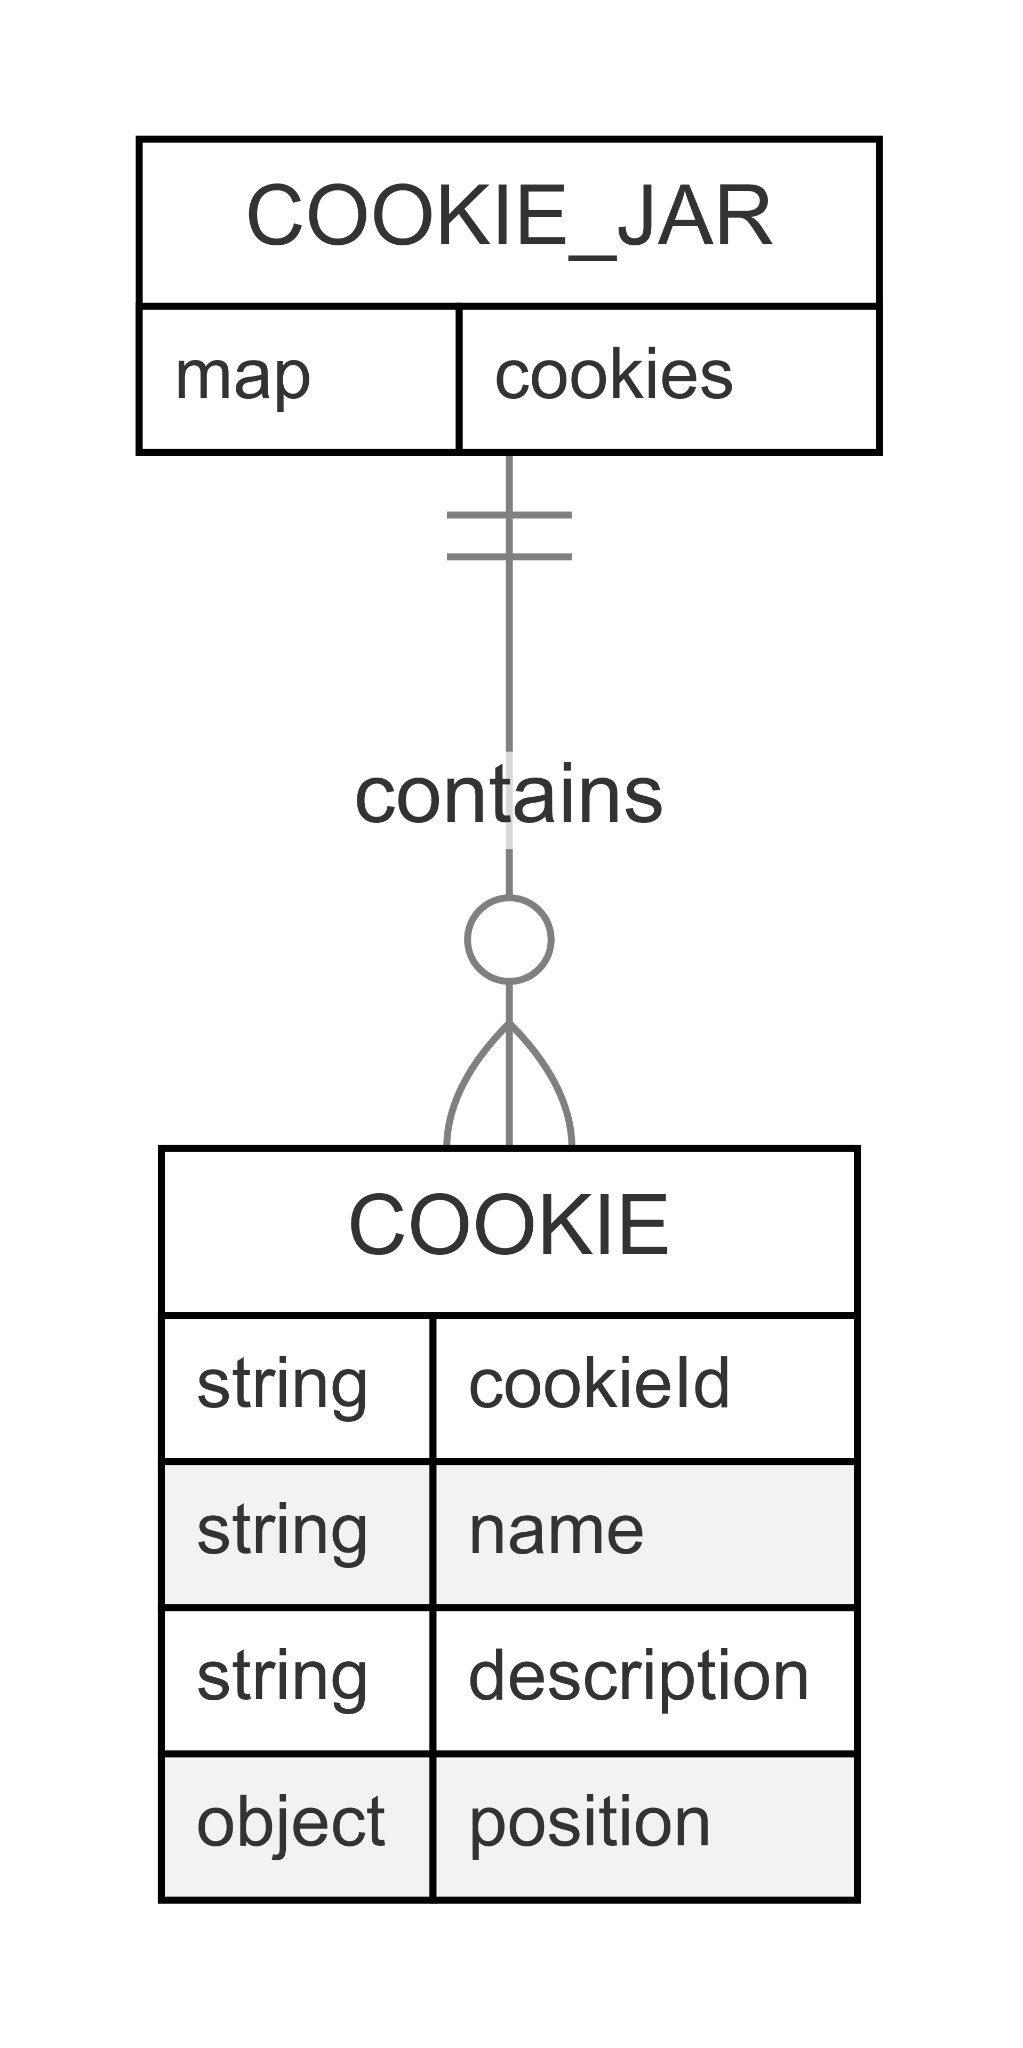 COOKIE_JAR
map cookies
contains
COOKIE
string cookieId
string name
string description
object position